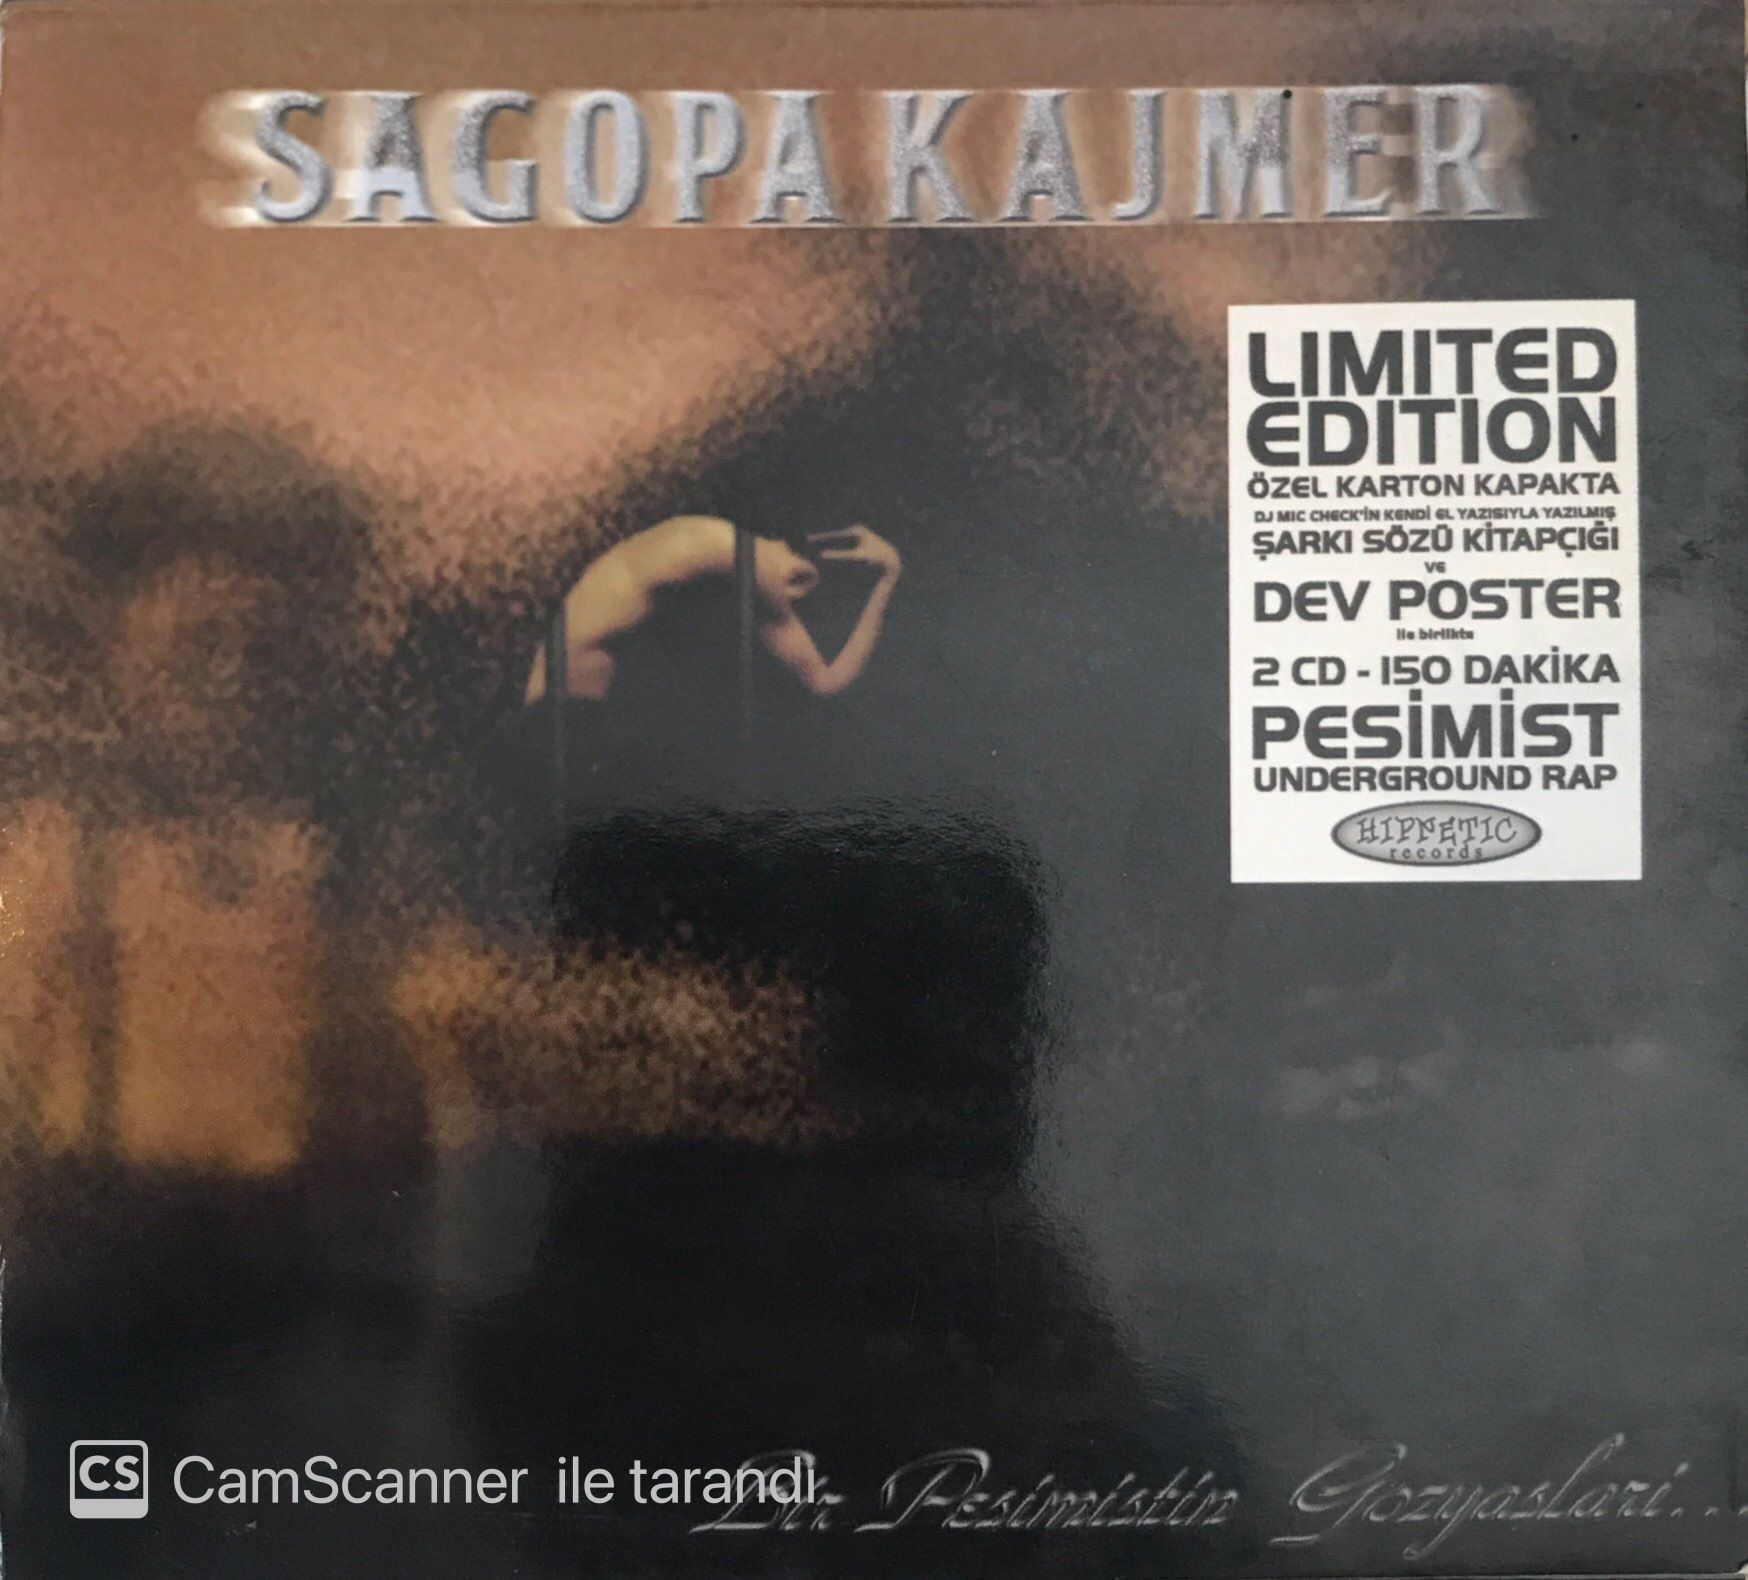 SAGOPA KAJMER
LIMITED
EDITION
ÖZEL KARTON KAPAKTA
DJ MIC CHECK'İN KENDİ EL YAZISIYLA YAZILMIŞ
ŞARKI SÖZÜ KİTAPÇIĞI
VE
DEV POSTER
ile birlikte
2 CD - 150 DAKİKA
PESİMİST
UNDERGROUND RAP
HIPNETIC
records
Bir Pesimistin Gozyaslari...
CS CamScanner ile tarandı